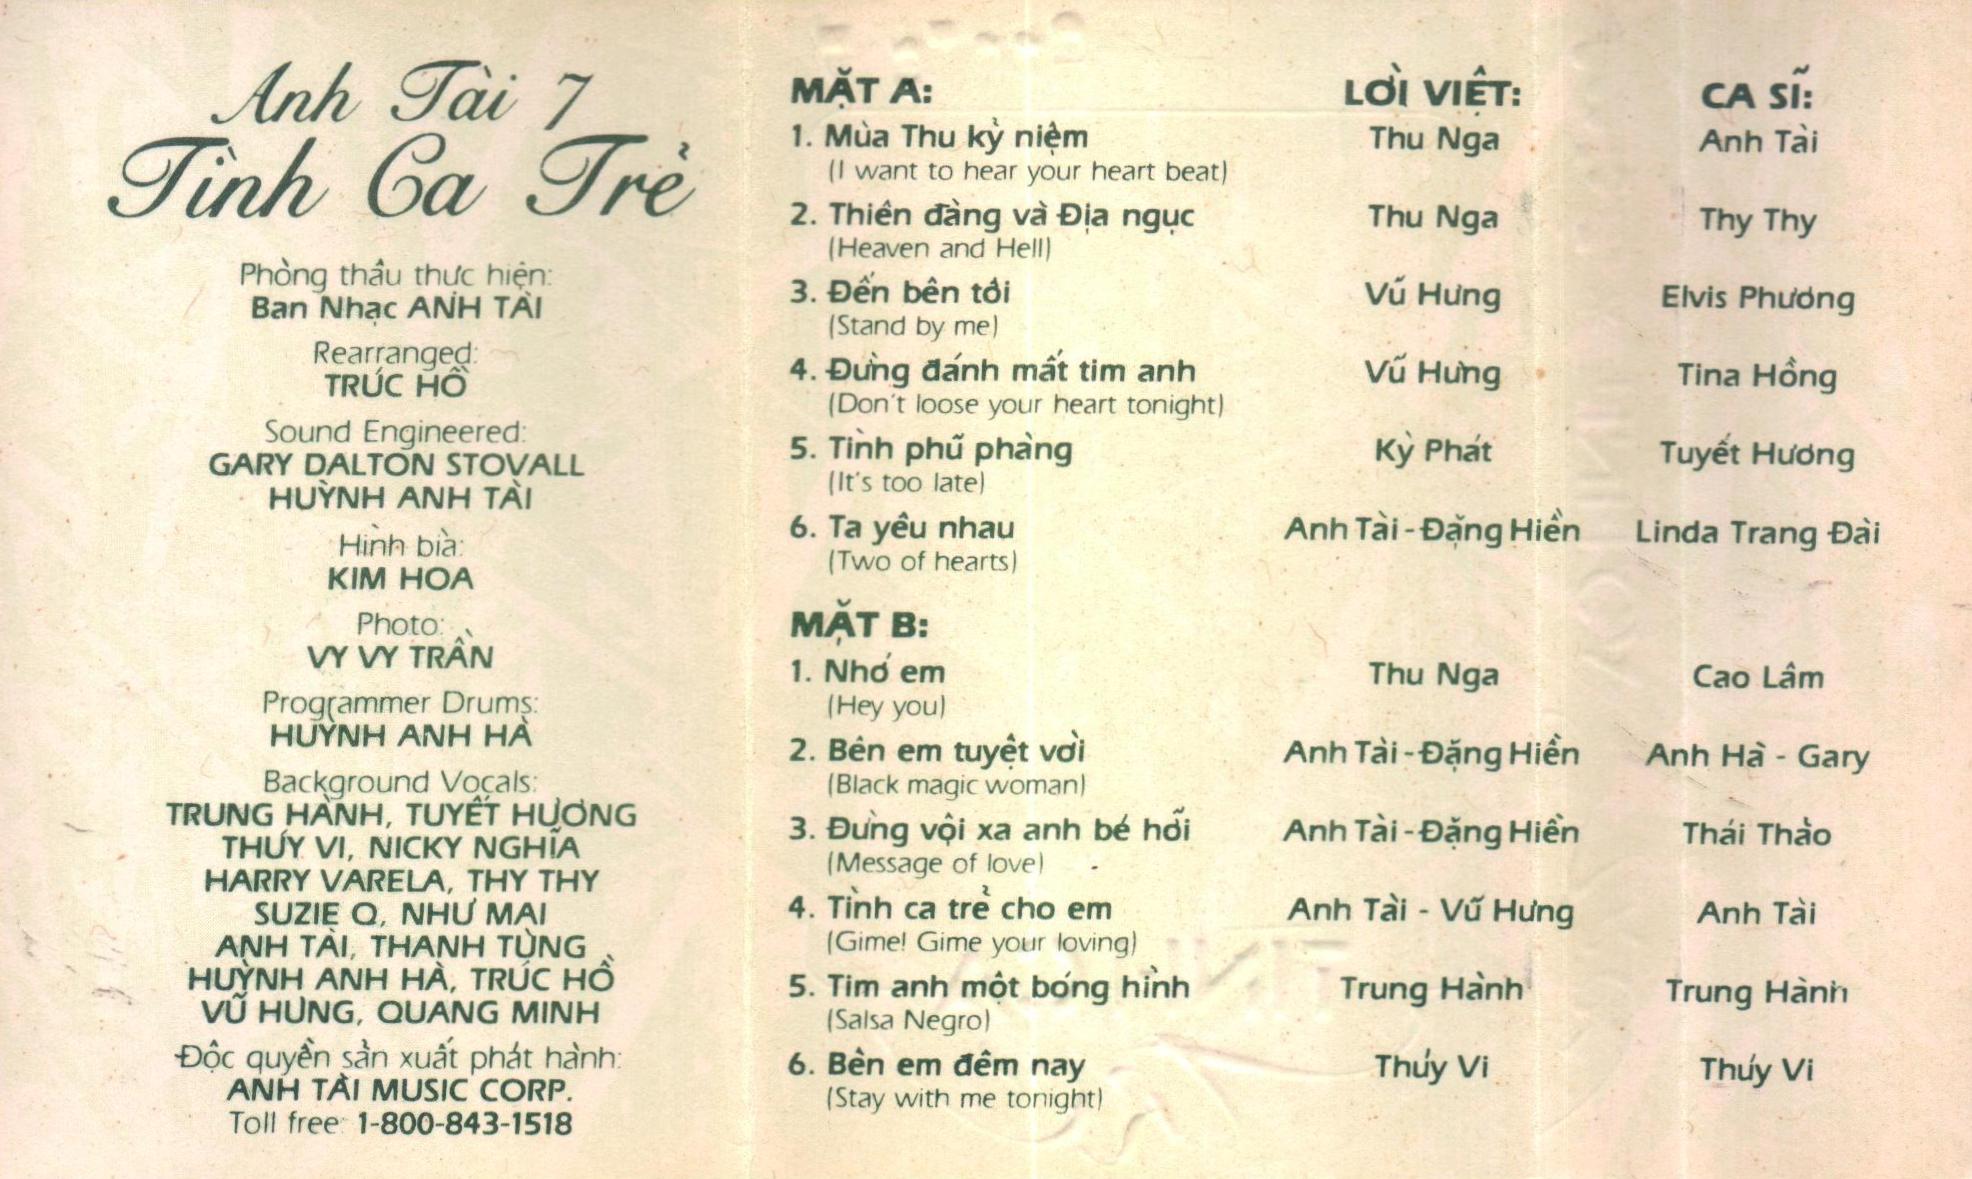 Anh Tài 7
Tình Ca Trẻ
Phòng thâu thực hiện:
Ban Nhạc ANH TÀI
Rearranged:
TRÚC HỒ
Sound Engineered:
GARY DALTON STOVALL
HUỲNH ANH TÀI
Hình bìa:
KIM HOA
Photo:
VY VY TRẦN
Programmer Drums:
HUỲNH ANH HÀ
Background Vocals:
TRUNG HÀNH, TUYẾT HƯƠNG
THÚY VI, NICKY NGHĨA
HARRY VARELA, THY THY
SUZIE Q, NHƯ MAI
ANH TÀI, THANH TÙNG
HUỲNH ANH HÀ, TRÚC HỒ
VŨ HƯNG, QUANG MINH
Độc quyền sản xuất phát hành:
ANH TÀI MUSIC CORP.
Toll free: 1-800-843-1518
MẶT A: LỜI VIỆT: CA SĨ:
1. Mùa Thu kỷ niệm Thu Nga Anh Tài
(I want to hear your heart beat)
2. Thiên đàng và Địa ngục Thu Nga Thy Thy
(Heaven and Hell)
3. Đến bên tôi Vũ Hưng Elvis Phương
(Stand by me)
4. Đừng đánh mất tim anh Vũ Hưng Tina Hồng
(Don't loose your heart tonight)
5. Tình phũ phàng Kỳ Phát Tuyết Hương
(It's too late)
6. Ta yêu nhau Anh Tài - Đặng Hiền Linda Trang Đài
(Two of hearts)
MẶT B:
1. Nhớ em Thu Nga Cao Lâm
(Hey you)
2. Bên em tuyệt vời Anh Tài - Đặng Hiền Anh Hà - Gary
(Black magic woman)
3. Đừng vội xa anh bé hỡi Anh Tài - Đặng Hiền Thái Thảo
(Message of love)
4. Tình ca trẻ cho em Anh Tài - Vũ Hưng Anh Tài
(Gime! Gime your loving)
5. Tim anh một bóng hình Trung Hành Trung Hành
(Salsa Negro)
6. Bên em đêm nay Thúy Vi Thúy Vi
(Stay with me tonight)